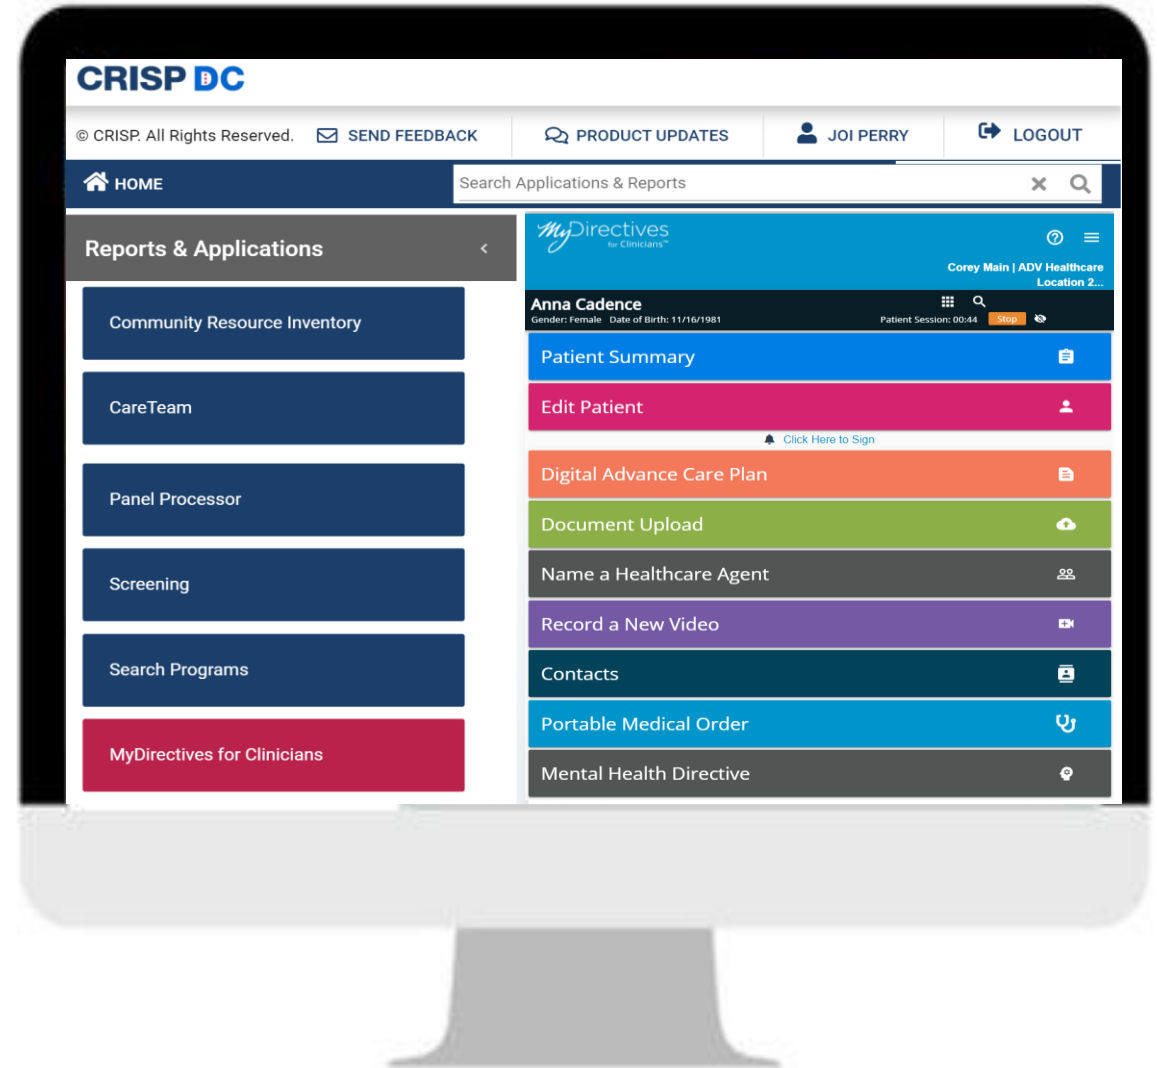 CRISP DC
© CRISP. All Rights Reserved. SEND FEEDBACK PRODUCT UPDATES JOI PERRY LOGOUT
HOME Search Applications & Reports
Reports & Applications
Community Resource Inventory
CareTeam
Panel Processor
Screening
Search Programs
MyDirectives for Clinicians
MyDirectives
for Clinicians™
Corey Main | ADV Healthcare
Location 2...
Anna Cadence
Gender: Female Date of Birth: 11/16/1981 Patient Session: 00:44 Stop
Patient Summary
Edit Patient
Click Here to Sign
Digital Advance Care Plan
Document Upload
Name a Healthcare Agent
Record a New Video
Contacts
Portable Medical Order
Mental Health Directive